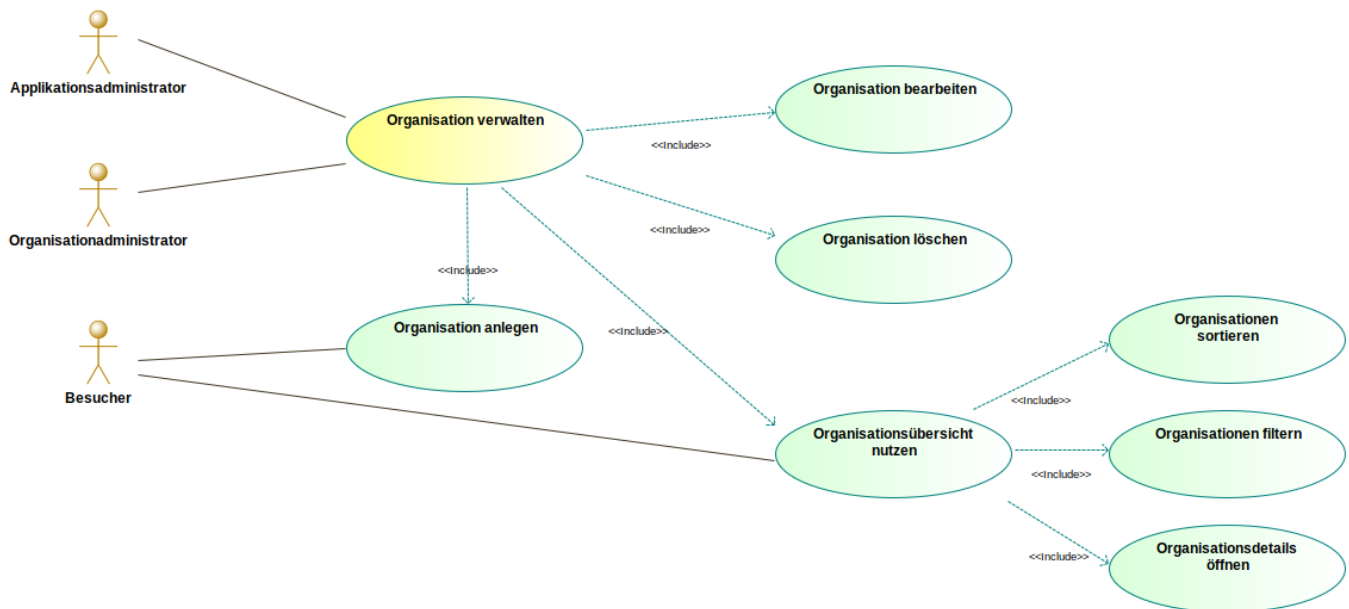 Applikationsadministrator
Organisation verwalten
Organisation bearbeiten
<<Include>>
Organisationadministrator
<<Include>>
Organisation löschen
<<Include>>
Organisation anlegen
<<Include>>
Besucher
Organisationen
sortieren
<<Include>>
Organisationsübersicht
nutzen
Organisationen filtern
<<Include>>
<<Include>>
Organisationsdetails
öffnen